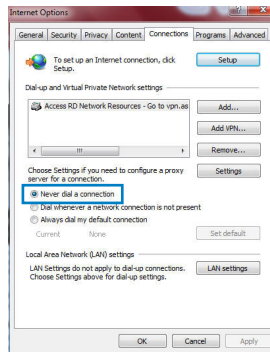 Internet Options
General Security Privacy Content Connections Programs Advanced
To set up an Internet connection, click
Setup.
Setup
Dial-up and Virtual Private Network settings
Access RD Network Resources - Go to vpn.as
Add...
Add VPN...
Remove...
Choose Settings if you need to configure a proxy
server for a connection.
Settings
Never dial a connection
Dial whenever a network connection is not present
Always dial my default connection
Current None
Set default
Local Area Network (LAN) settings
LAN Settings do not apply to dial-up connections.
Choose Settings above for dial-up settings.
LAN settings
OK Cancel Apply